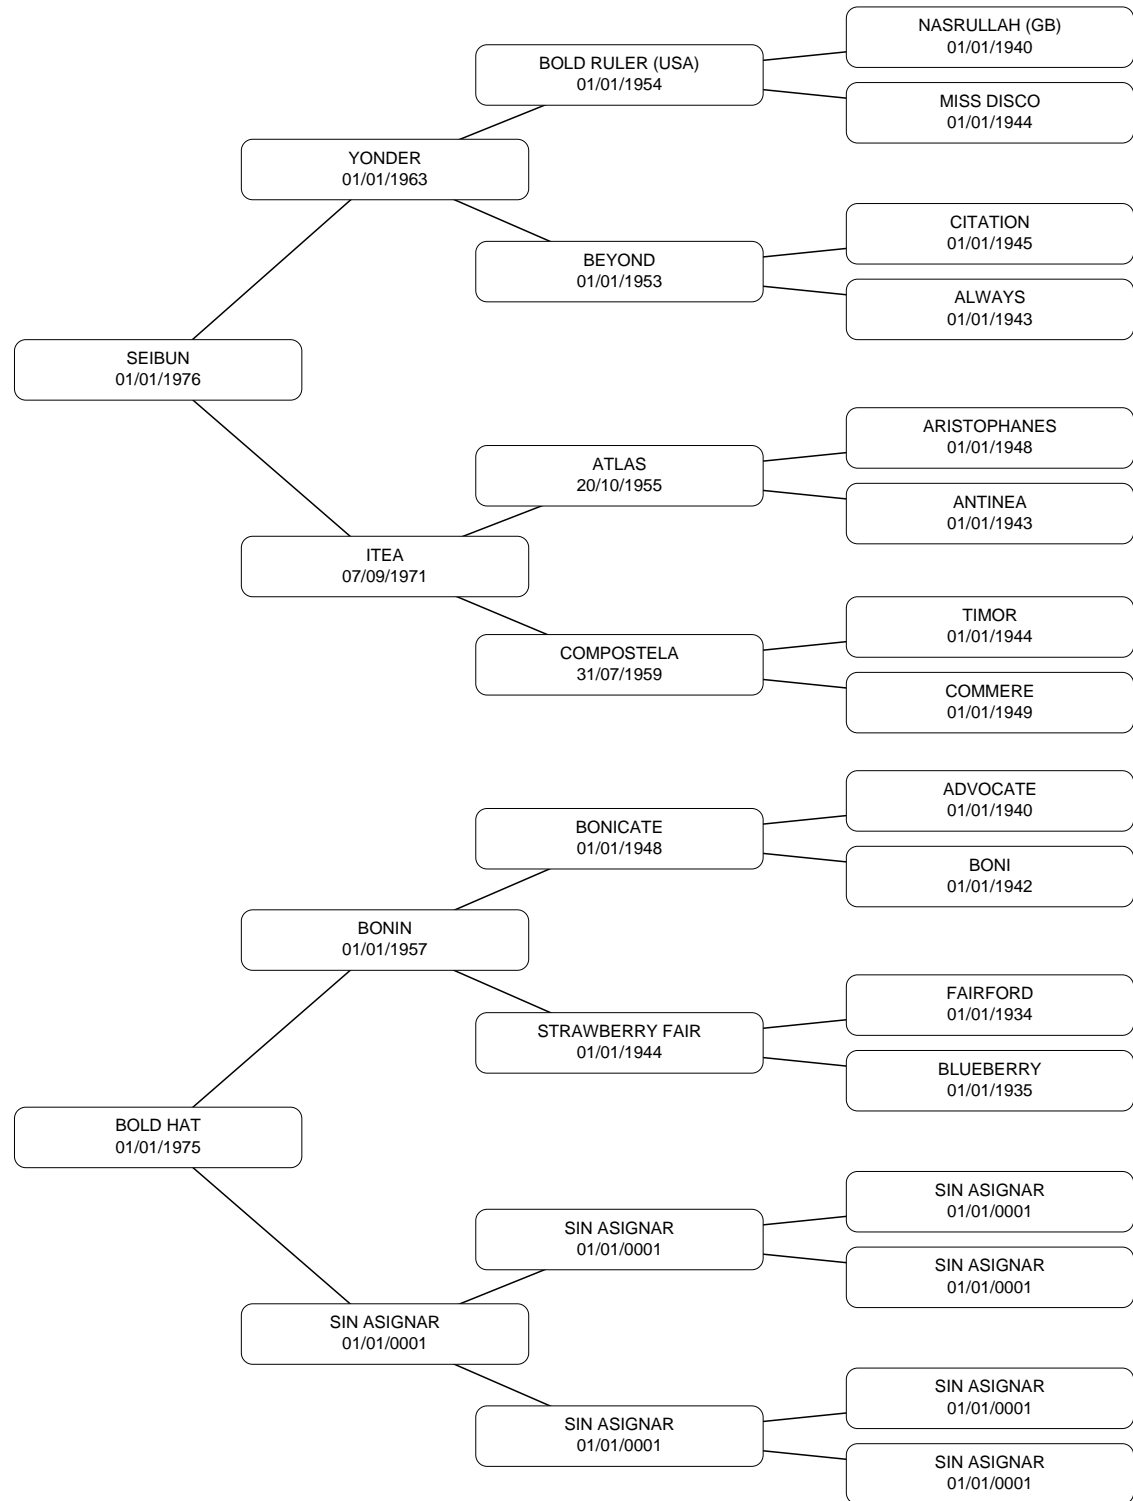 NASRULLAH (GB)
01/01/1940
BOLD RULER (USA)
01/01/1954
MISS DISCO
01/01/1944
YONDER
01/01/1963
CITATION
01/01/1945
BEYOND
01/01/1953
ALWAYS
01/01/1943
SEIBUN
01/01/1976
ARISTOPHANES
01/01/1948
ATLAS
20/10/1955
ANTINEA
01/01/1943
ITEA
07/09/1971
TIMOR
01/01/1944
COMPOSTELA
31/07/1959
COMMERE
01/01/1949
ADVOCATE
01/01/1940
BONICATE
01/01/1948
BONI
01/01/1942
BONIN
01/01/1957
FAIRFORD
01/01/1934
STRAWBERRY FAIR
01/01/1944
BLUEBERRY
01/01/1935
BOLD HAT
01/01/1975
SIN ASIGNAR
01/01/0001
SIN ASIGNAR
01/01/0001
SIN ASIGNAR
01/01/0001
SIN ASIGNAR
01/01/0001
SIN ASIGNAR
01/01/0001
SIN ASIGNAR
01/01/0001
SIN ASIGNAR
01/01/0001